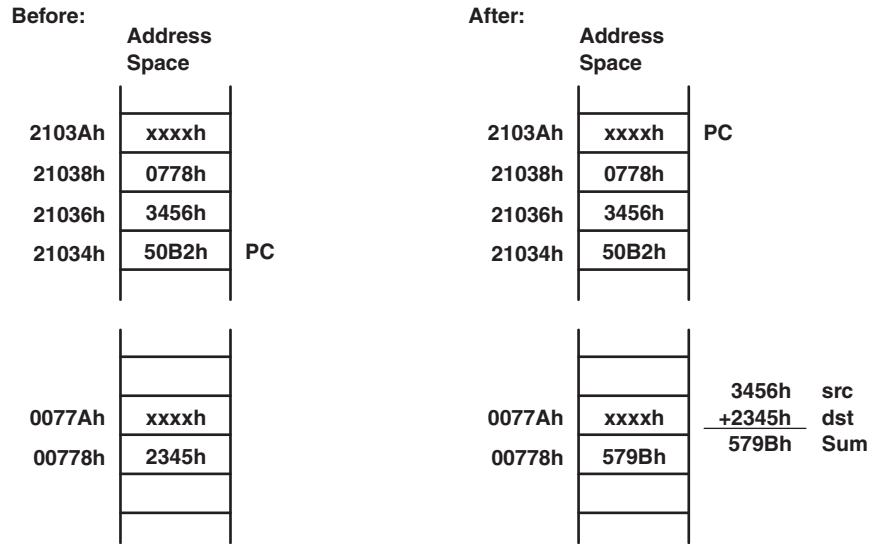 Before:
Address
Space
2103Ah xxxxh
21038h 0778h
21036h 3456h
21034h 50B2h PC
0077Ah xxxxh
00778h 2345h
After:
Address
Space
2103Ah xxxxh PC
21038h 0778h
21036h 3456h
21034h 50B2h
0077Ah xxxxh
00778h 579Bh
3456h src
+2345h dst
579Bh Sum